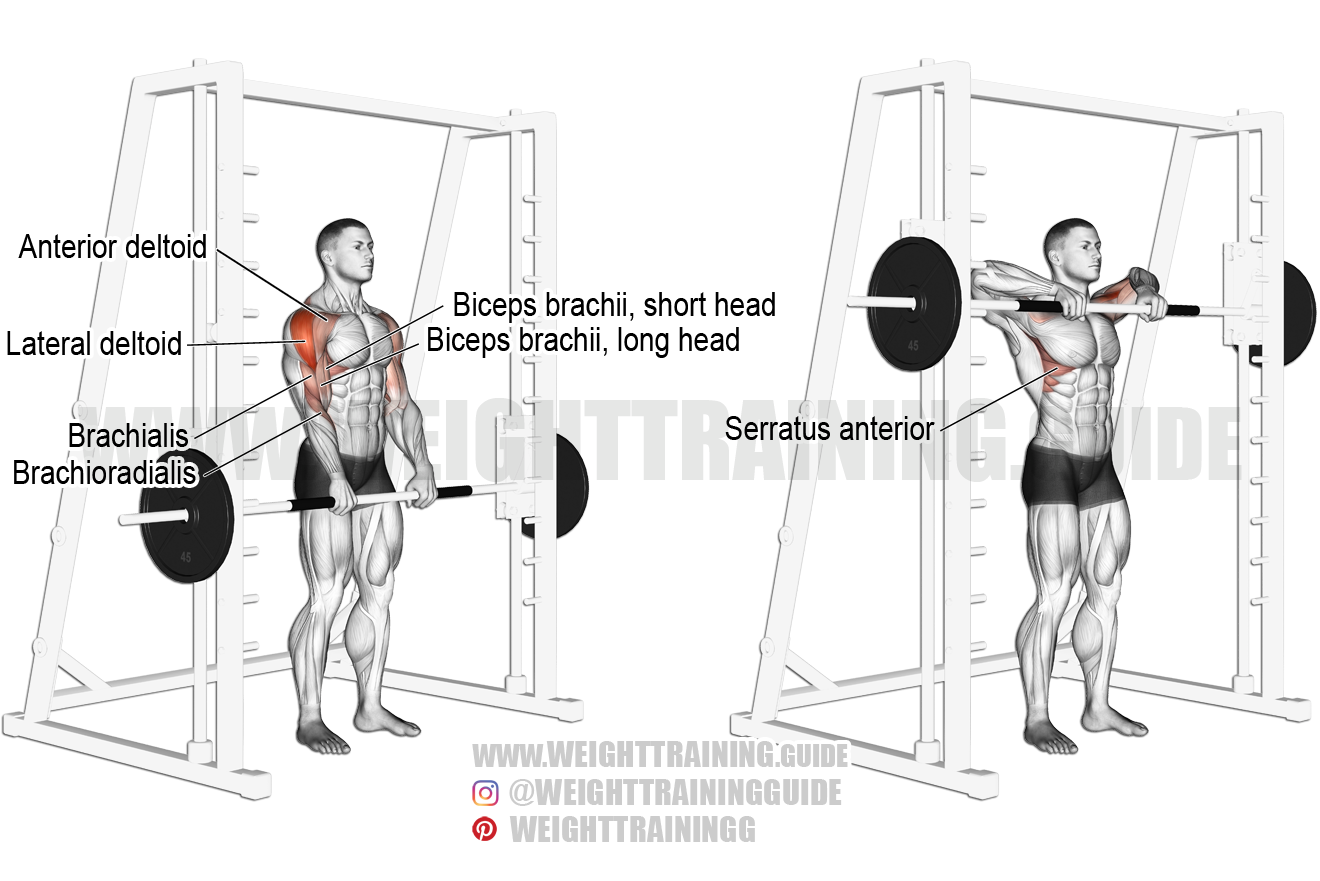 Anterior deltoid
Lateral deltoid
Biceps brachii, short head
Biceps brachii, long head
Brachialis
Brachioradialis
Serratus anterior
45
45
WWW.WEIGHTTRAINING.GUIDE
WWW.WEIGHTTRAINING.GUIDE
@WEIGHTTRAININGGUIDE
WEIGHTTRAININGG